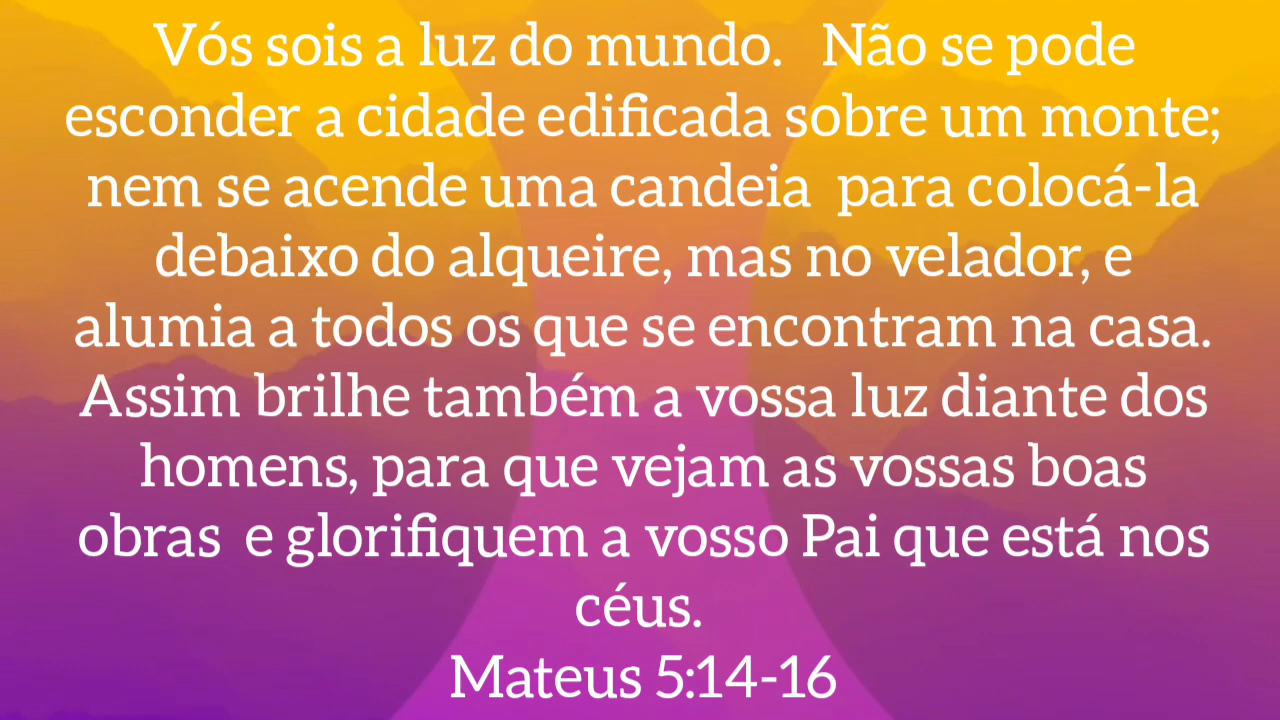 Vós sois a luz do mundo.   Não se pode
esconder a cidade edificada sobre um monte;
nem se acende uma candeia  para colocá-la
debaixo do alqueire, mas no velador, e
alumia a todos os que se encontram na casa.
Assim brilhe também a vossa luz diante dos
homens, para que vejam as vossas boas
obras  e glorifiquem a vosso Pai que está nos
céus.
Mateus 5:14-16